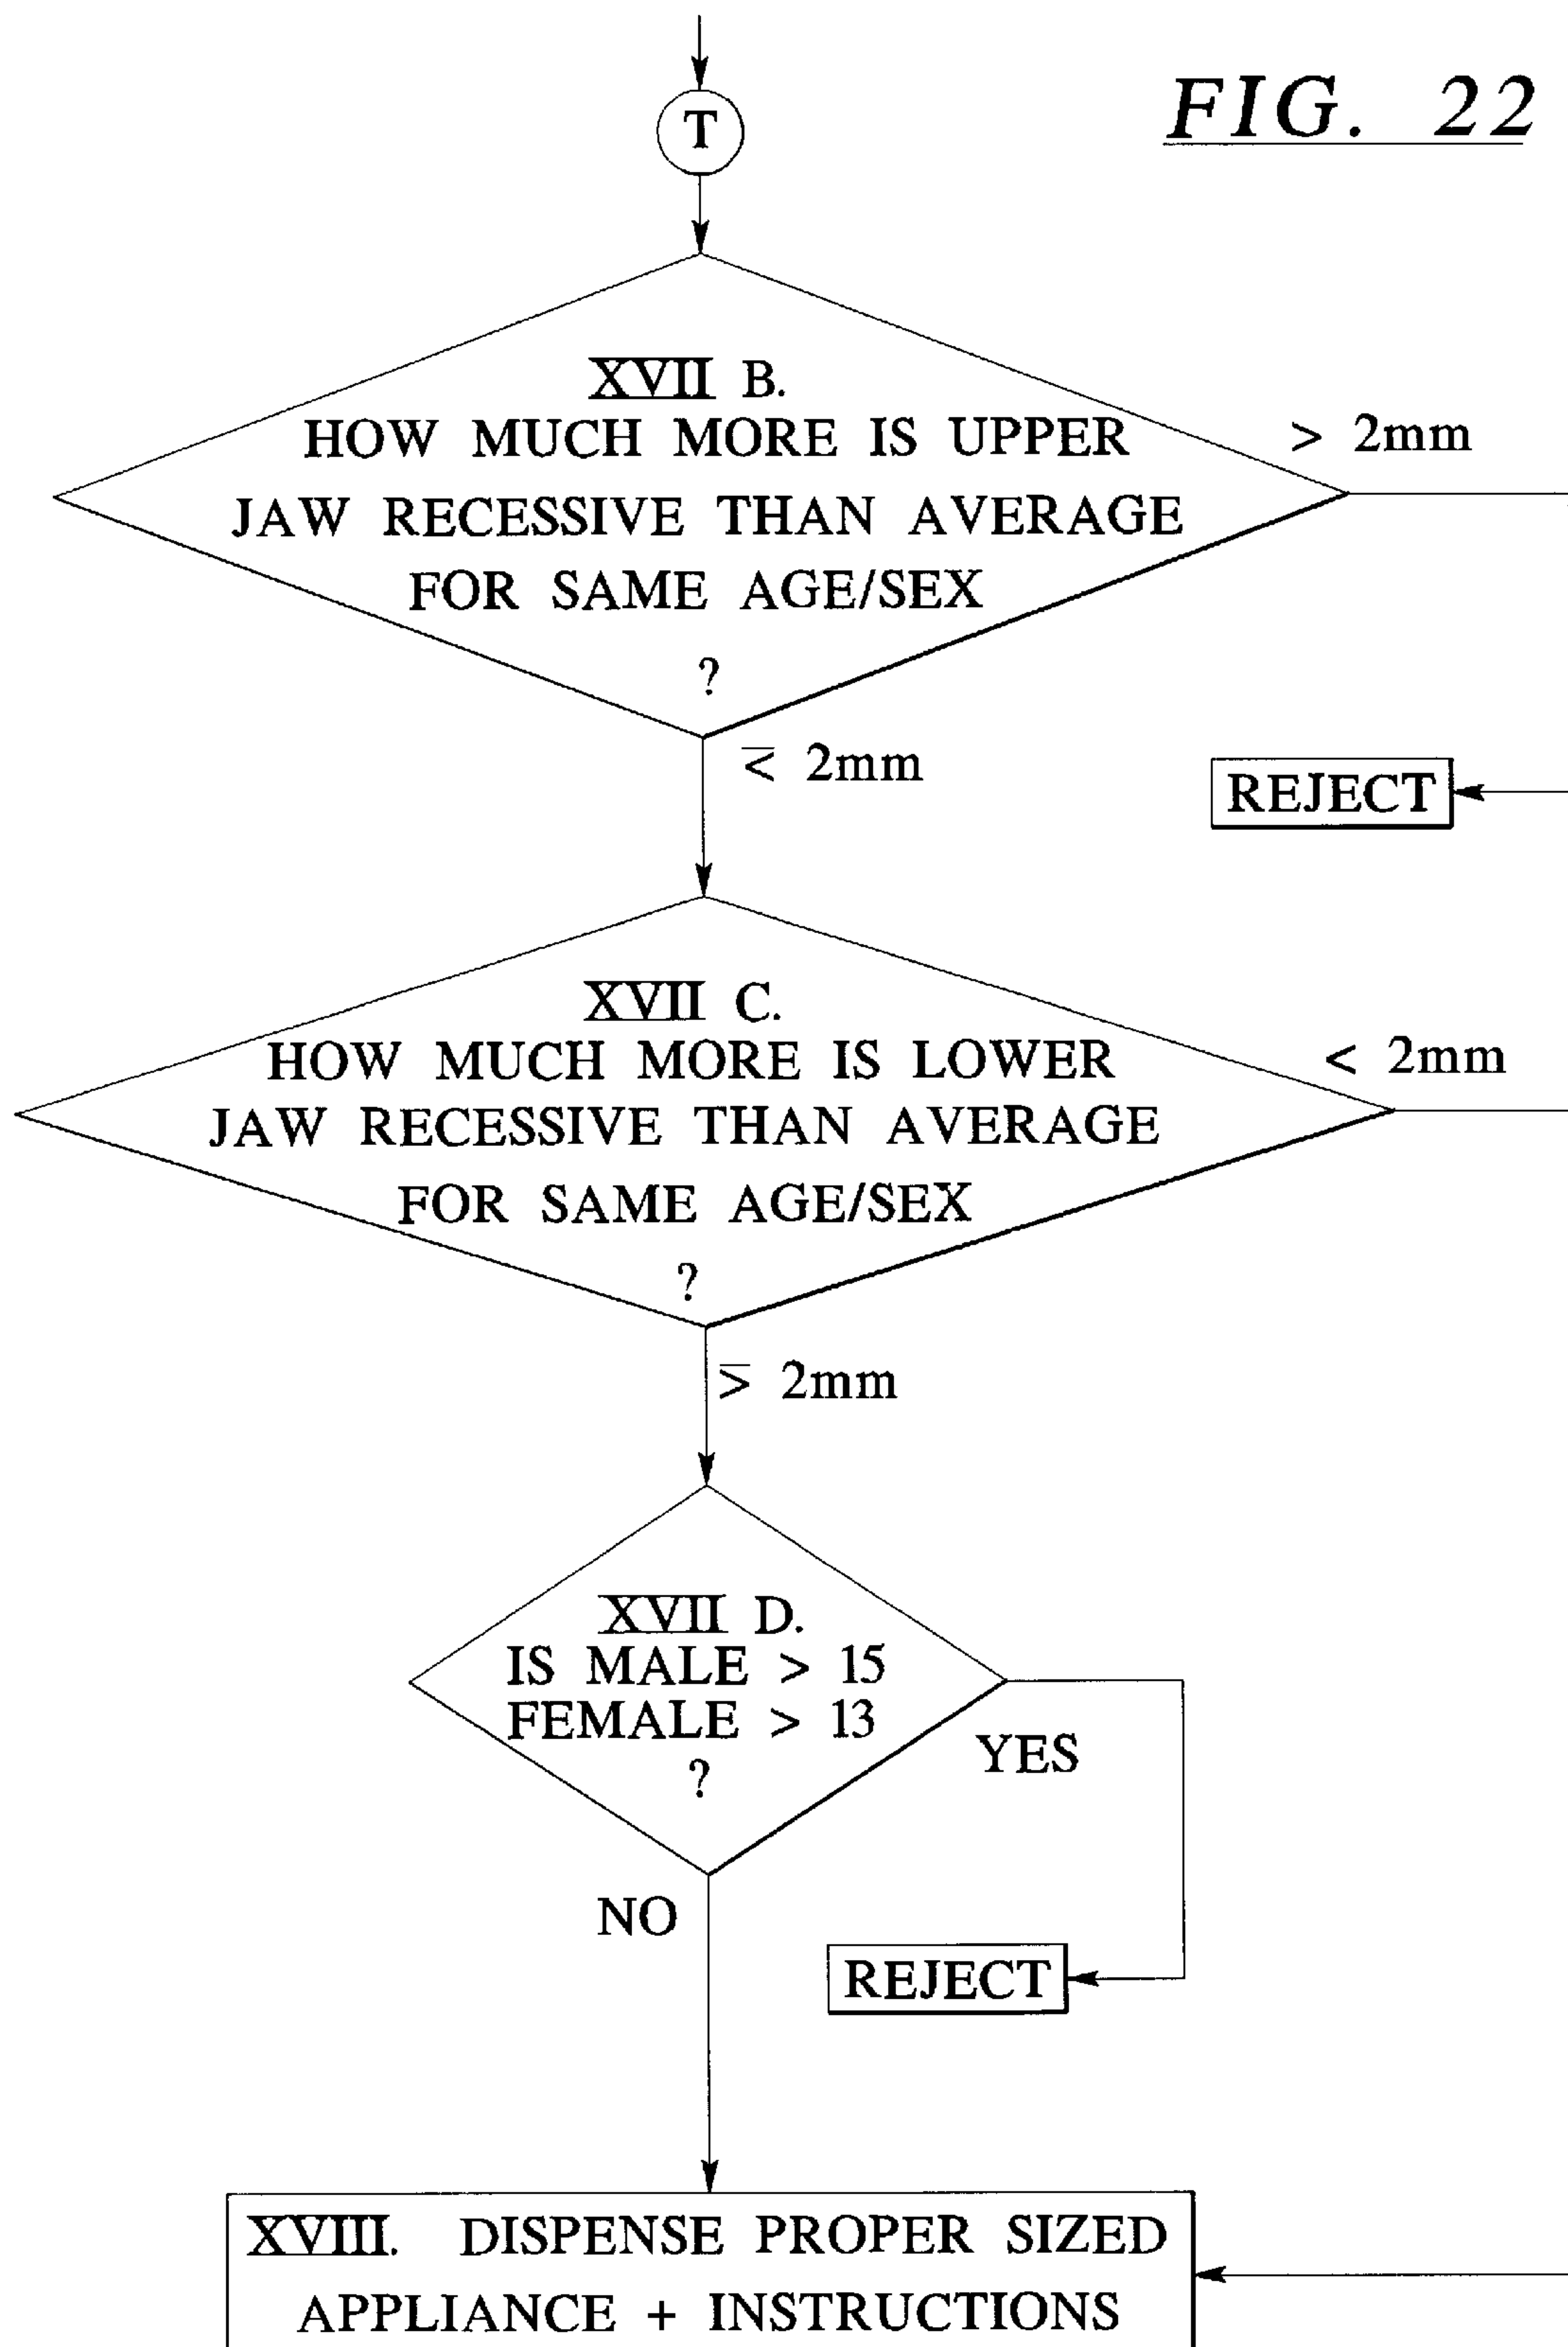 FIG. 22
T
XVII B.
HOW MUCH MORE IS UPPER
JAW RECESSIVE THAN AVERAGE
FOR SAME AGE/SEX
?
> 2mm
≤ 2mm
REJECT
XVII C.
HOW MUCH MORE IS LOWER
JAW RECESSIVE THAN AVERAGE
FOR SAME AGE/SEX
?
< 2mm
≥ 2mm
XVII D.
IS MALE > 15
FEMALE > 13
?
YES
NO
REJECT
XVIII. DISPENSE PROPER SIZED
APPLIANCE + INSTRUCTIONS